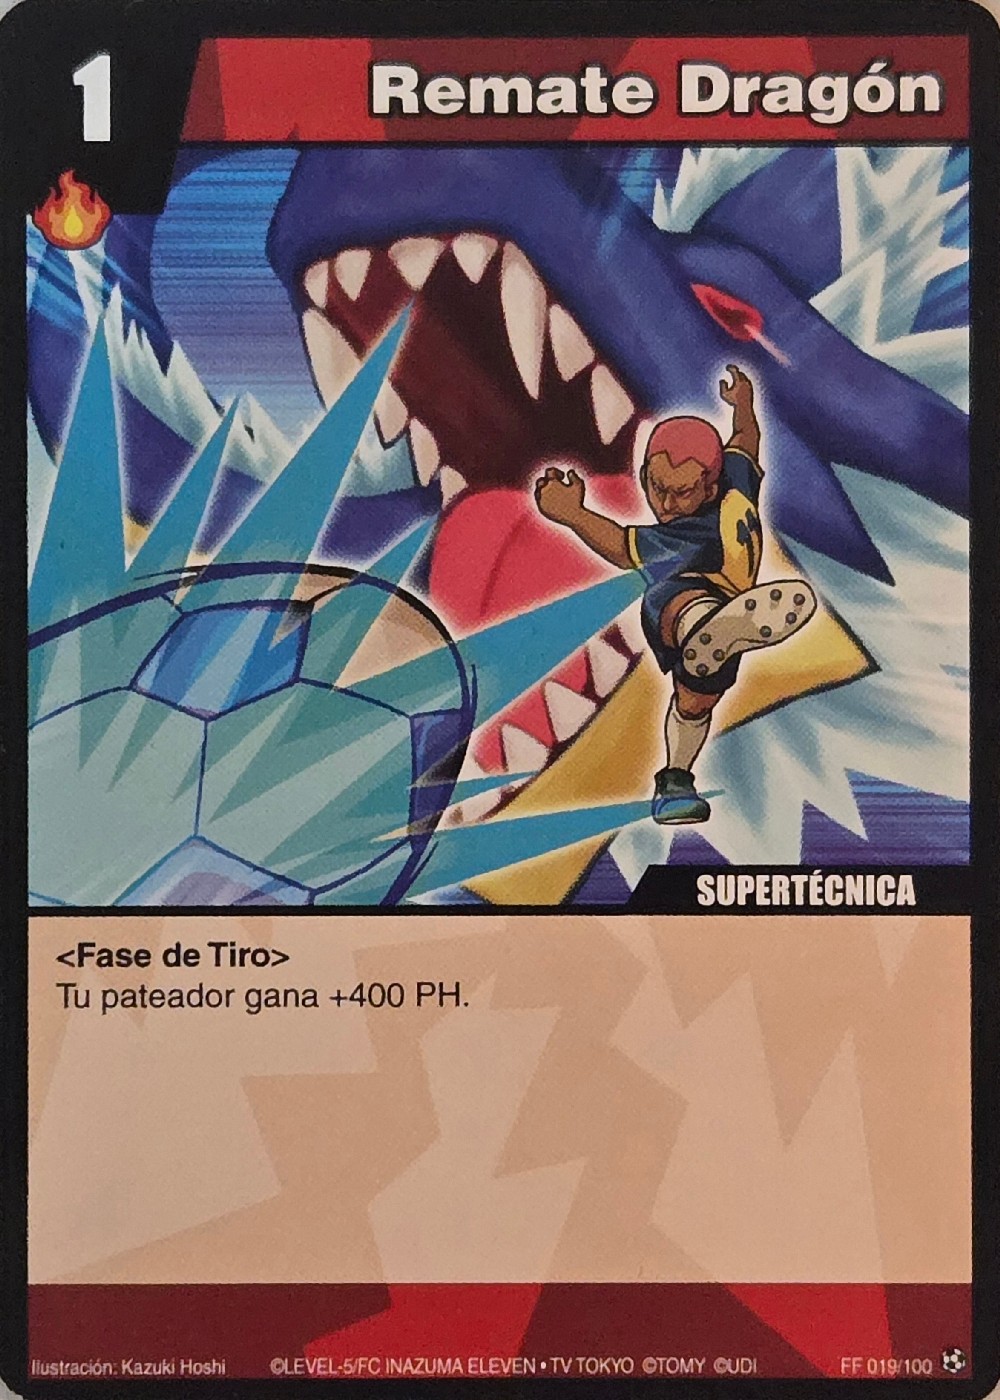 1
Remate Dragón
SUPERTÉCNICA
<Fase de Tiro>
Tu pateador gana +400 PH.
Ilustración: Kazuki Hoshi ©LEVEL-5/FC INAZUMA ELEVEN • TV TOKYO ©TOMY ©UDI FF 019/100